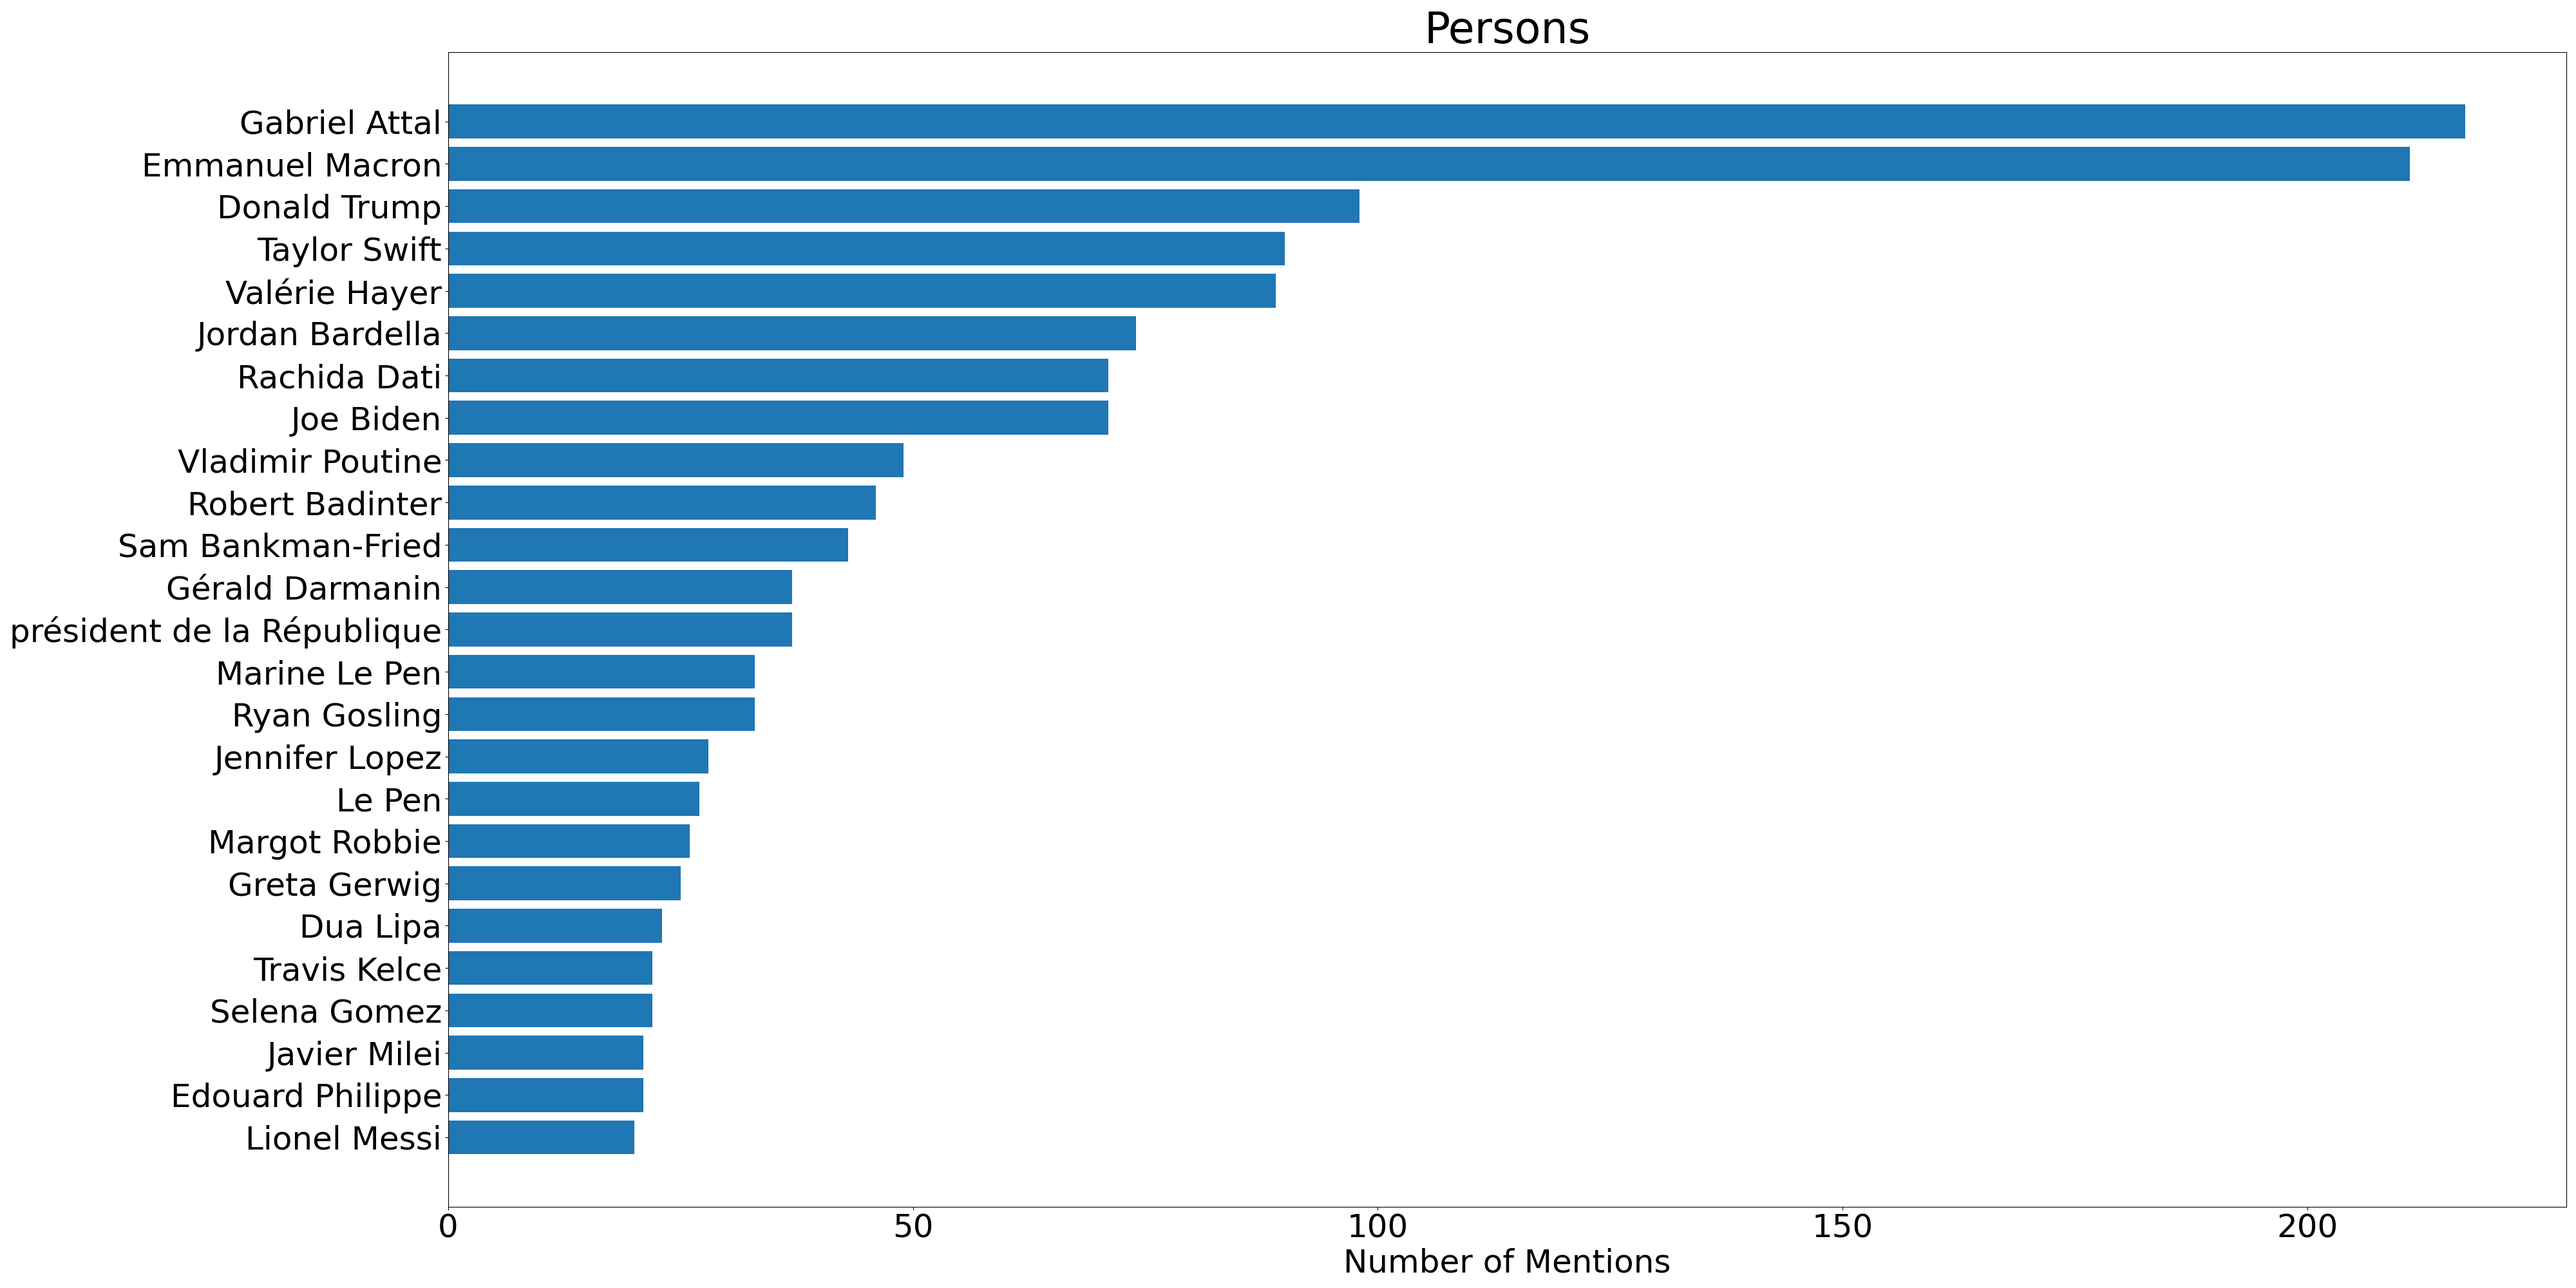 Persons
Gabriel Attal
Emmanuel Macron
Donald Trump
Taylor Swift
Valérie Hayer
Jordan Bardella
Rachida Dati
Joe Biden
Vladimir Poutine
Robert Badinter
Sam Bankman-Fried
Gérald Darmanin
président de la République
Marine Le Pen
Ryan Gosling
Jennifer Lopez
Le Pen
Margot Robbie
Greta Gerwig
Dua Lipa
Travis Kelce
Selena Gomez
Javier Milei
Edouard Philippe
Lionel Messi
0 50 100 150 200
Number of Mentions